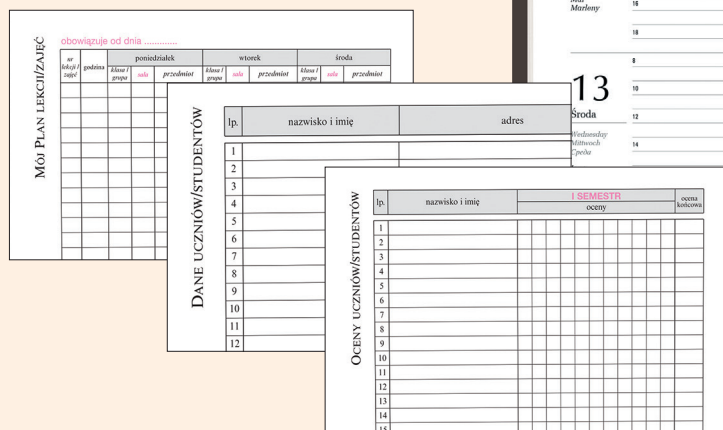 MÓJ PLAN LEKCJI/ZAJĘĆ
obowiązuje od dnia .............
nr lekcji / zajęć
godzina
poniedziałek
wtorek
środa
klasa / grupa
sala
przedmiot
klasa / grupa
sala
przedmiot
klasa / grupa
sala
przedmiot
DANE UCZNIÓW/STUDENTÓW
lp.
nazwisko i imię
adres
1
2
3
4
5
6
7
8
9
10
11
12
OCENY UCZNIÓW/STUDENTÓW
lp.
nazwisko i imię
I SEMESTR
oceny
ocena końcowa
1
2
3
4
5
6
7
8
9
10
11
12
13
14
15
Marleny
16
18
13
Środa
Wednesday
Mittwoch
Среда
8
10
12
14